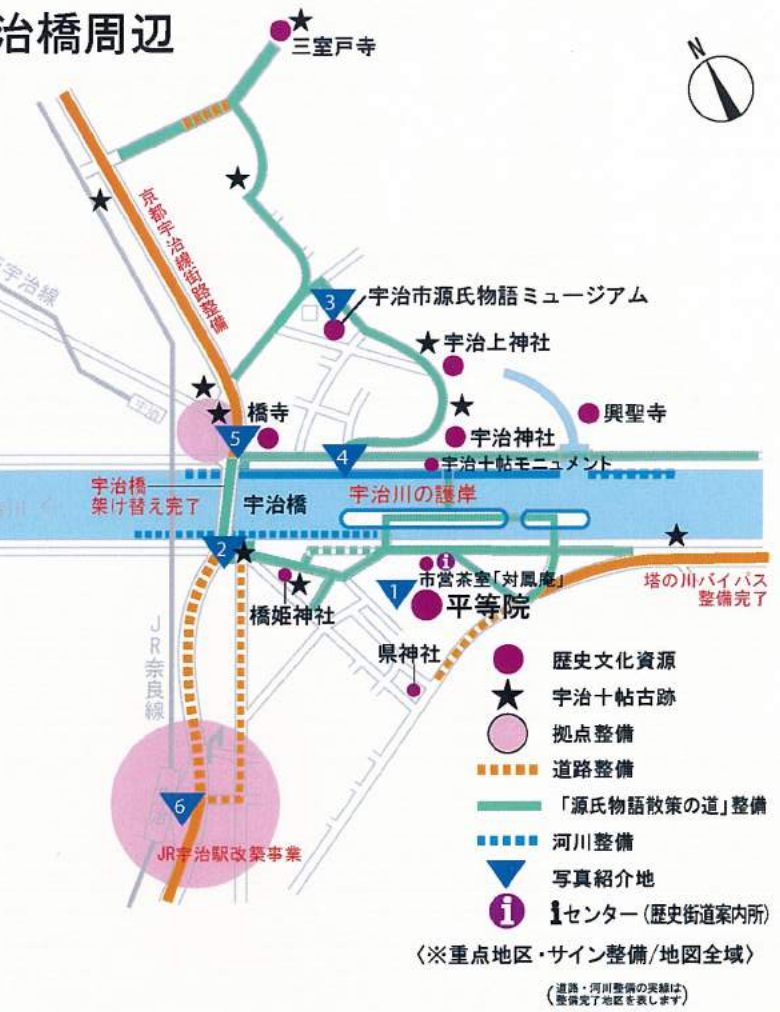 治橋周辺
N
三室戸寺
京都宇治線街路整備
宇治線
3
宇治市源氏物語ミュージアム
宇治上神社
橋寺
5
興聖寺
宇治神社
4
宇治十帖モニュメント
宇治橋
架け替え完了
宇治橋
宇治川の護岸
2
i
市営茶室「対鳳庵」
1
平等院
橋姫神社
塔の川バイパス
整備完了
JR奈良線
県神社
6
JR宇治駅改築事業
歴史文化資源
宇治十帖古跡
拠点整備
道路整備
「源氏物語散策の道」整備
河川整備
写真紹介地
i
iセンター(歴史街道案内所)
〈※重点地区・サイン整備/地図全域〉
(道路・河川整備の実線は
整備完了地区を表します)